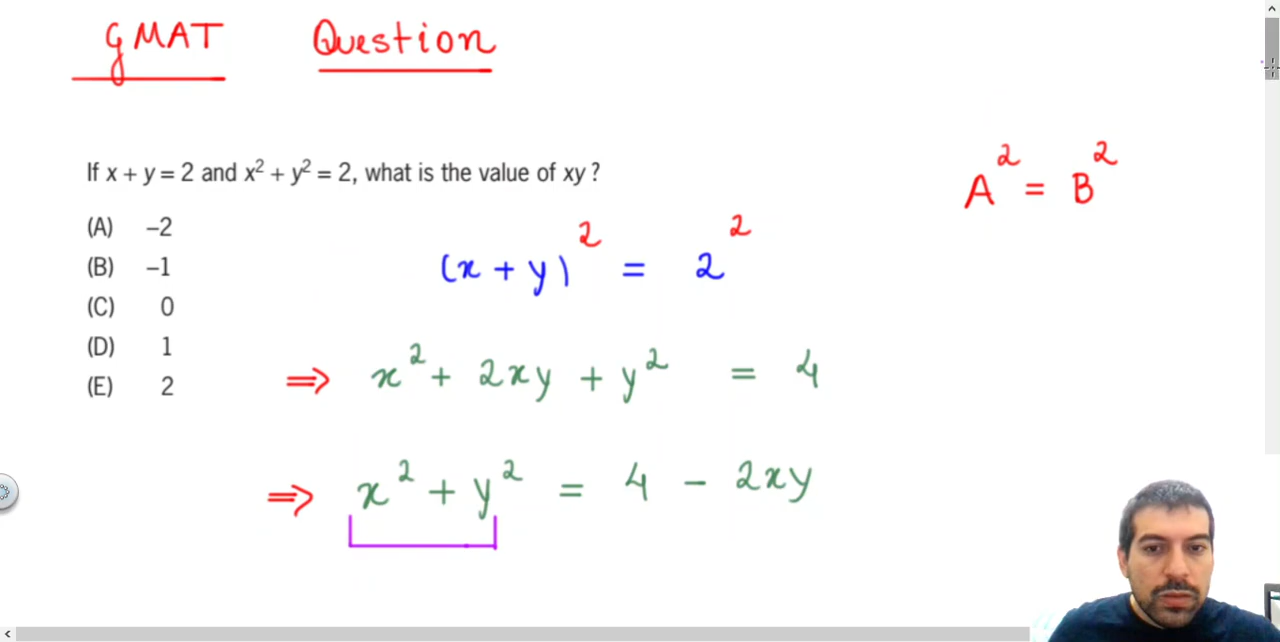 GMAT Question
If x + y = 2 and x² + y² = 2, what is the value of xy ?
(A) −2
(B) −1
(C) 0
(D) 1
(E) 2
A² = B²
(x + y)² = 2²
⇒ x² + 2xy + y² = 4
⇒ x² + y² = 4 − 2xy